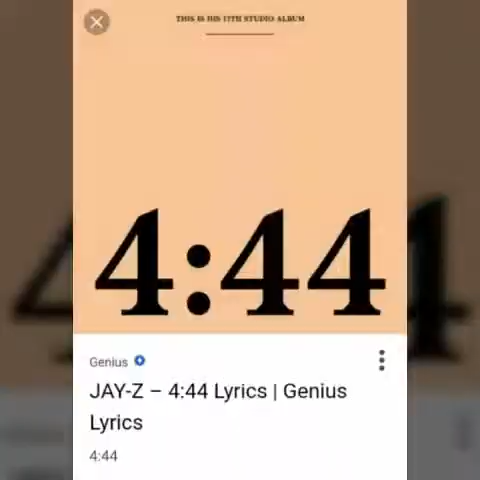 THIS IS HIS 13TH STUDIO ALBUM
4:44
Genius
JAY-Z – 4:44 Lyrics | Genius
Lyrics
4:44